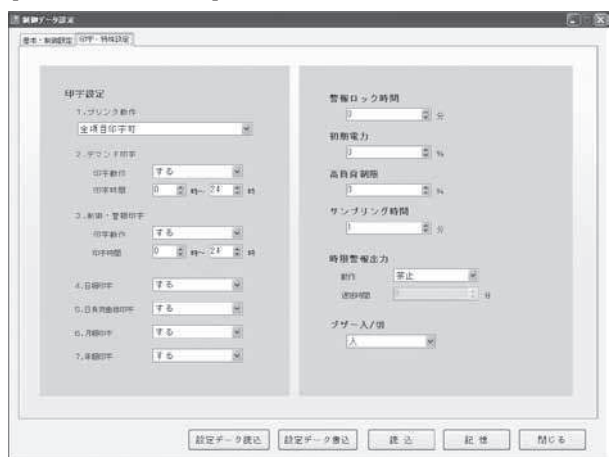 制御データ設定
基本・制御設定 印字・特殊設定
印字設定
1.プリンタ動作
全項目印字可
2.デマンド印字
印字動作 する
印字時間 0 時～ 24 時
3.制御・警報印字
印字動作 する
印字時間 0 時～ 24 時
4.日報印字 する
5.日負荷曲線印字 する
6.月報印字 する
7.年報印字 する
警報ロック時間
分
初期電力
%
高負荷制限
%
サンプリング時間
1 分
時限警報出力
動作 禁止
遅延時間 分
ブザー入/切
入
設定データ読込 設定データ書込 読 込 記 憶 閉じる